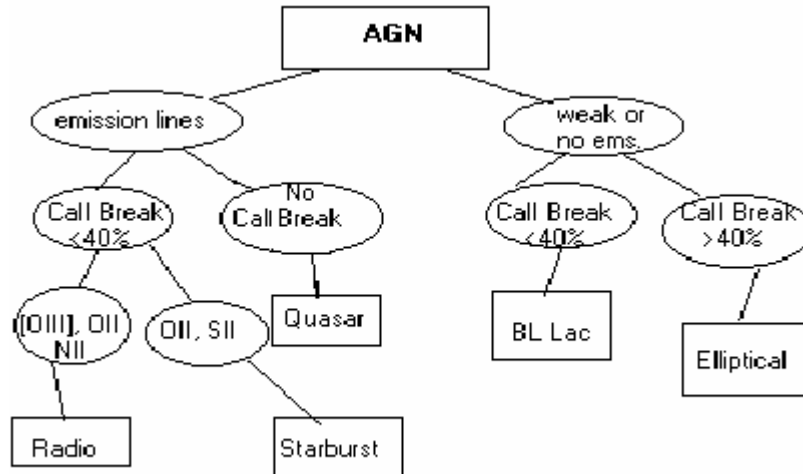 AGN
emission lines
weak or
no ems.
Call Break
<40%
No
Call Break
Call Break
<40%
Call Break
>40%
[OIII], OII
NII
OII, SII
Quasar
BL Lac
Elliptical
Radio
Starburst